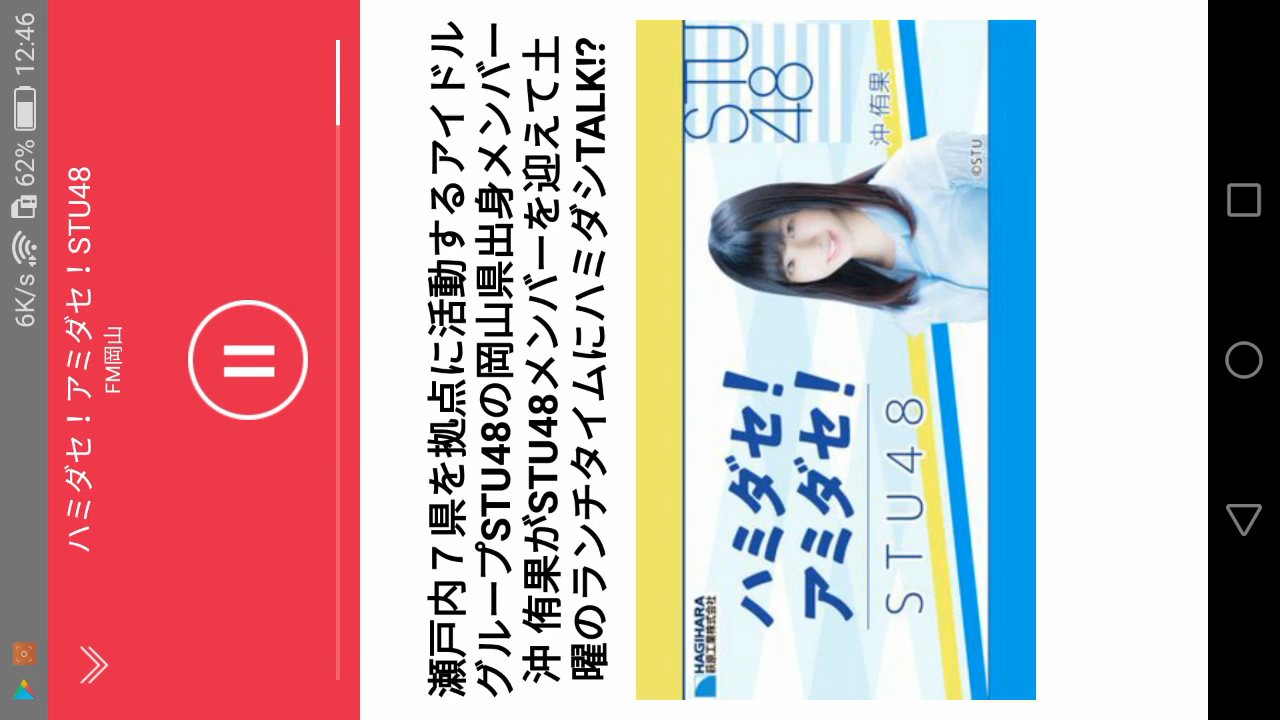 6K/s 62% 12:46
ハミダセ！アミダセ！STU48
FM岡山
瀬戸内７県を拠点に活動するアイドル
グループSTU48の岡山県出身メンバー
沖 侑果がSTU48メンバーを迎えて土
曜のランチタイムにハミダシTALK!?
HAGIHARA
萩原工業株式会社
ハミダセ！
アミダセ！
STU48
STU
48
沖 侑果
©STU